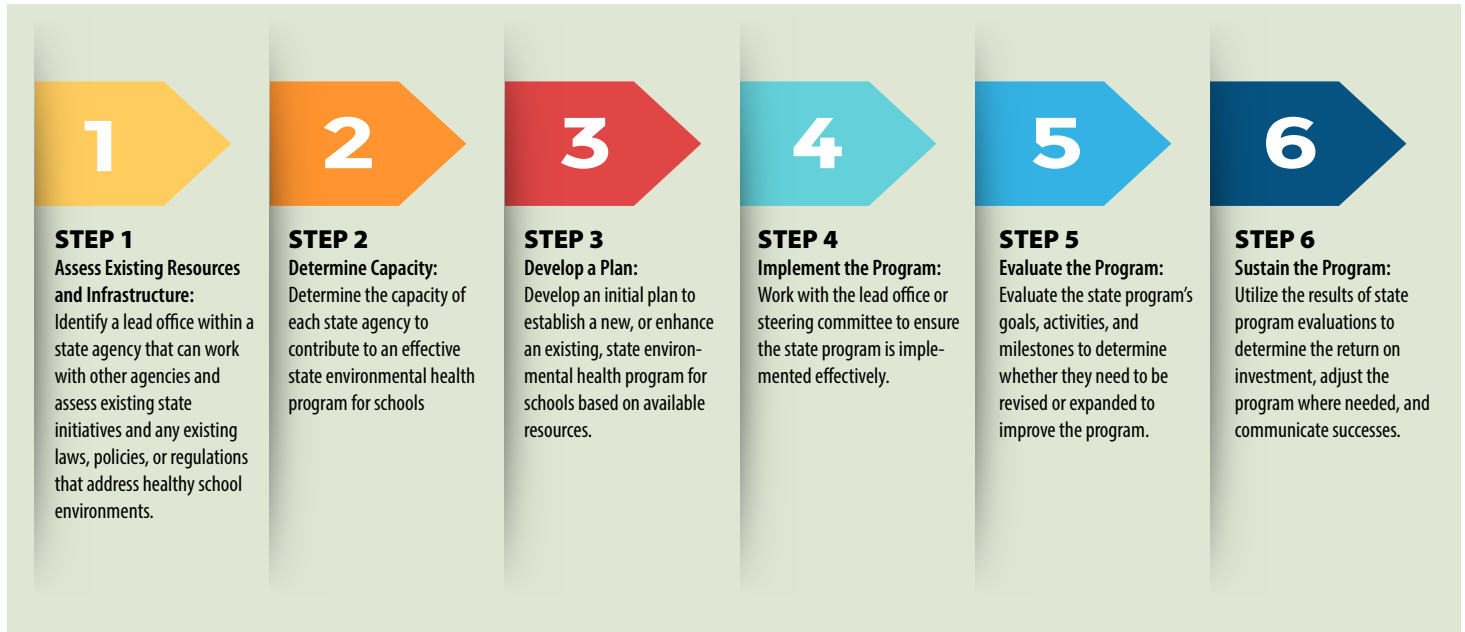 1
STEP 1
Assess Existing Resources
and Infrastructure:
Identify a lead office within a
state agency that can work
with other agencies and
assess existing state
initiatives and any existing
laws, policies, or regulations
that address healthy school
environments.
2
STEP 2
Determine Capacity:
Determine the capacity of
each state agency to
contribute to an effective
state environmental health
program for schools
3
STEP 3
Develop a Plan:
Develop an initial plan to
establish a new, or enhance
an existing, state environ-
mental health program for
schools based on available
resources.
4
STEP 4
Implement the Program:
Work with the lead office or
steering committee to ensure
the state program is imple-
mented effectively.
5
STEP 5
Evaluate the Program:
Evaluate the state program's
goals, activities, and
milestones to determine
whether they need to be
revised or expanded to
improve the program.
6
STEP 6
Sustain the Program:
Utilize the results of state
program evaluations to
determine the return on
investment, adjust the
program where needed, and
communicate successes.